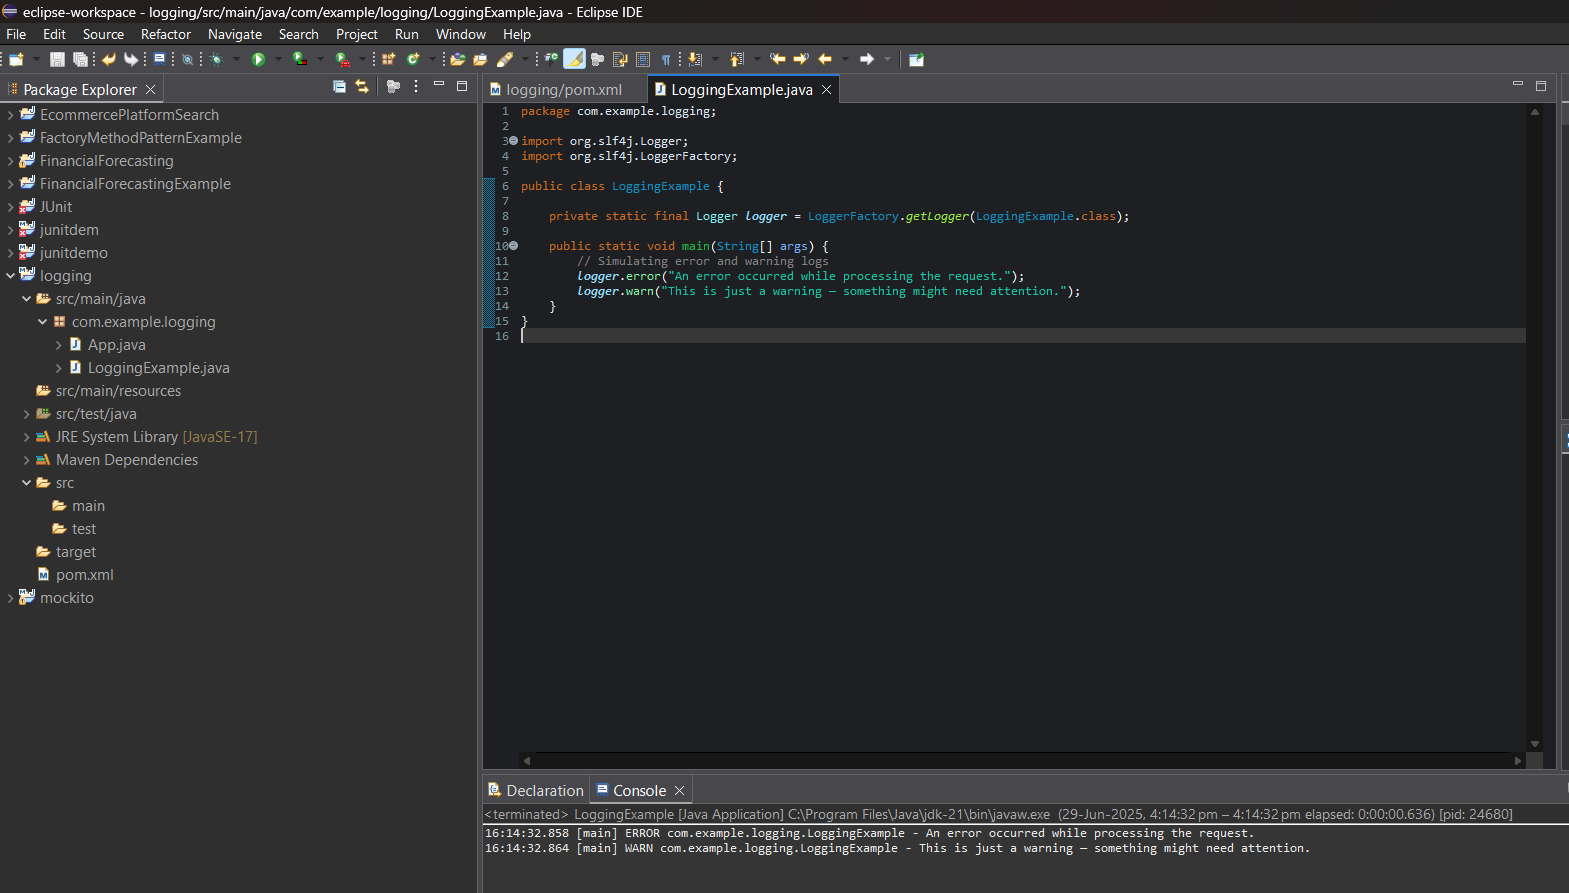 eclipse-workspace - logging/src/main/java/com/example/logging/LoggingExample.java - Eclipse IDE
File Edit Source Refactor Navigate Search Project Run Window Help
Package Explorer
EcommercePlatformSearch
FactoryMethodPatternExample
FinancialForecasting
FinancialForecastingExample
JUnit
junitdem
junitdemo
logging
src/main/java
com.example.logging
App.java
LoggingExample.java
src/main/resources
src/test/java
JRE System Library [JavaSE-17]
Maven Dependencies
src
main
test
target
pom.xml
mockito
logging/pom.xml LoggingExample.java
1 package com.example.logging;
2
3 import org.slf4j.Logger;
4 import org.slf4j.LoggerFactory;
5
6 public class LoggingExample {
7
8 private static final Logger logger = LoggerFactory.getLogger(LoggingExample.class);
9
10 public static void main(String[] args) {
11 // Simulating error and warning logs
12 logger.error("An error occurred while processing the request.");
13 logger.warn("This is just a warning – something might need attention.");
14 }
15 }
16
Declaration Console
<terminated> LoggingExample [Java Application] C:\Program Files\Java\jdk-21\bin\javaw.exe (29-Jun-2025, 4:14:32 pm – 4:14:32 pm elapsed: 0:00:00.636) [pid: 24680]
16:14:32.858 [main] ERROR com.example.logging.LoggingExample - An error occurred while processing the request.
16:14:32.864 [main] WARN com.example.logging.LoggingExample - This is just a warning – something might need attention.